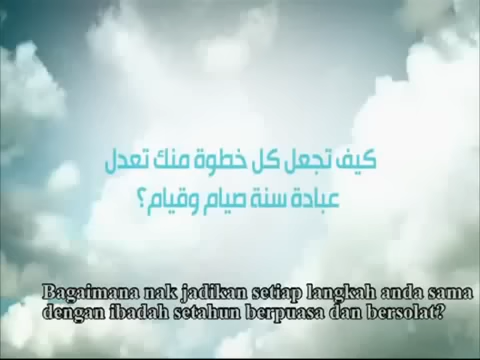 كيف تجعل كل خطوة منك تعدل
عبادة سنة صيام وقيام؟
Bagaimana nak jadikan setiap langkah anda sama
dengan ibadah setahun berpuasa dan bersolat?